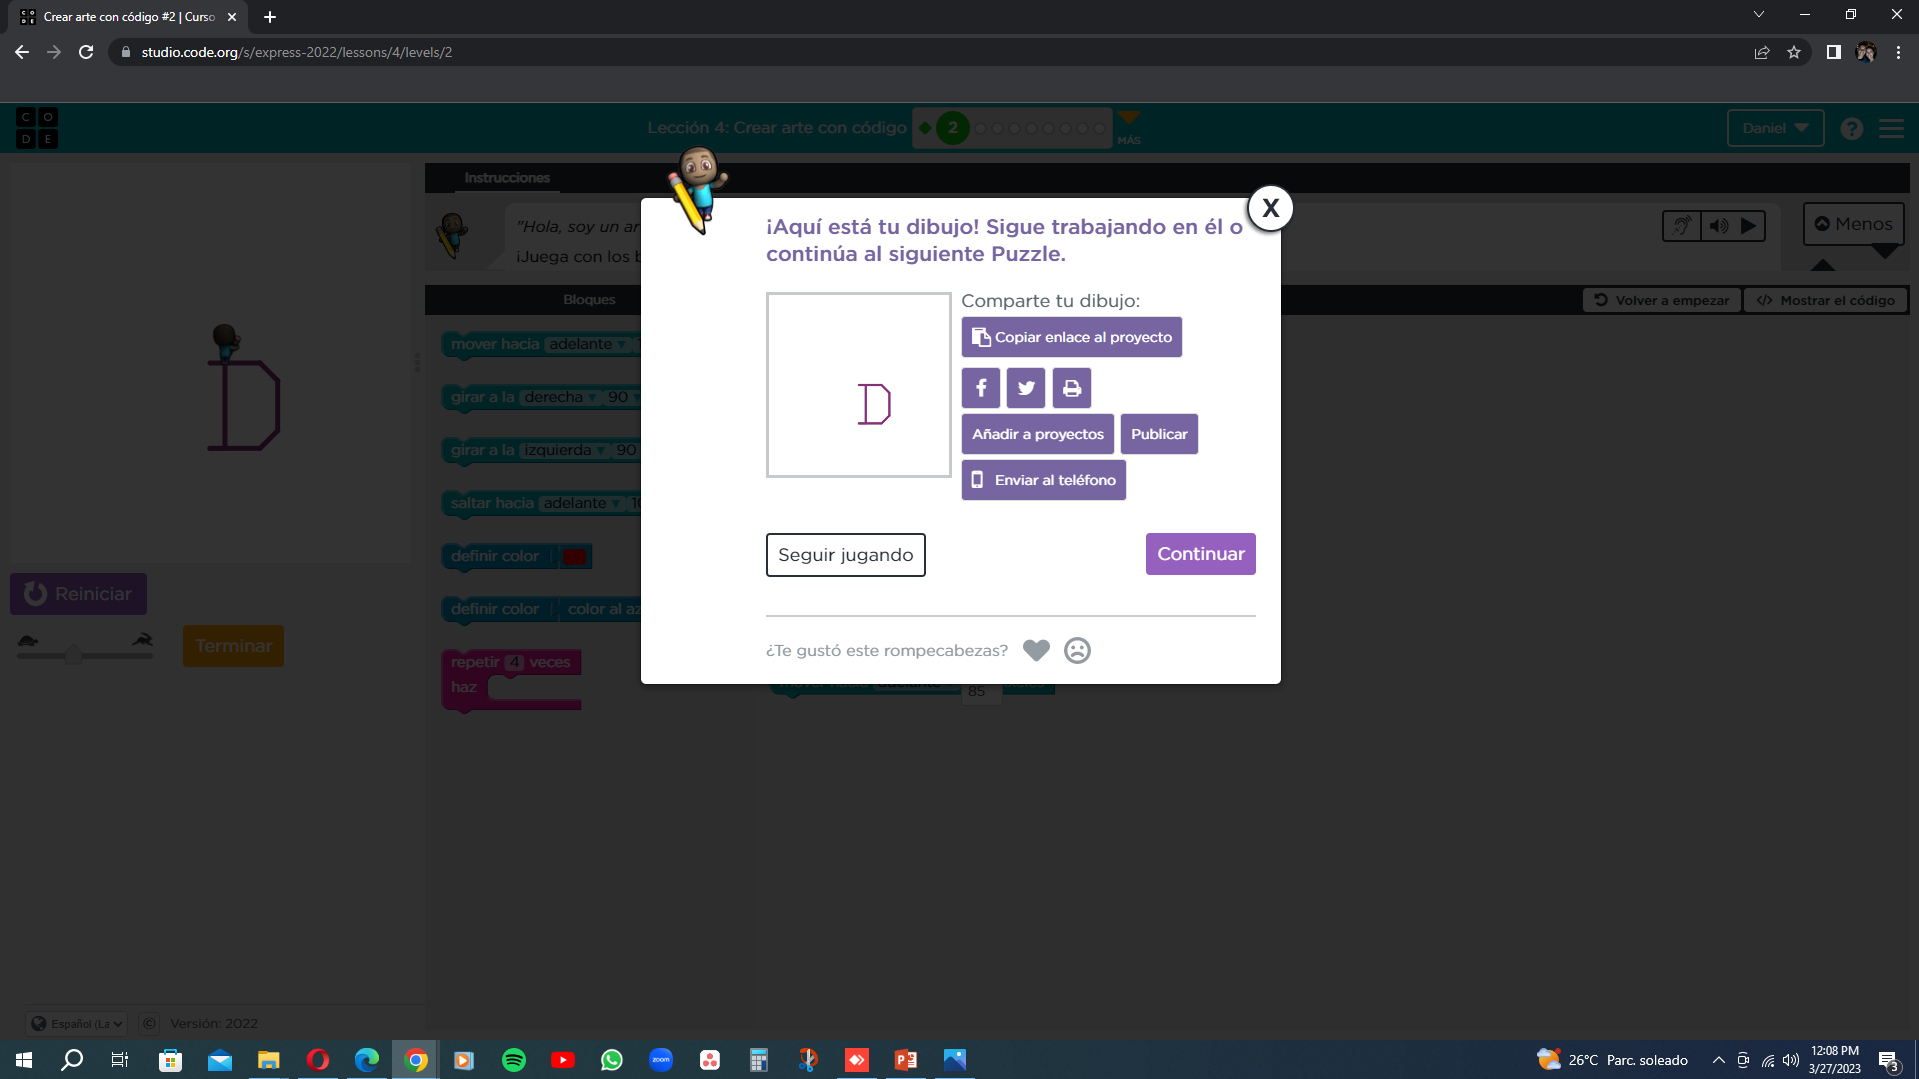 Crear arte con código #2 | Curso
studio.code.org/s/express-2022/lessons/4/levels/2
C O
D E
Lección 4: Crear arte con código
2
MÁS
Daniel
?
Instrucciones
"Hola, soy un ar
¡Juega con los b
Menos
X
¡Aquí está tu dibujo! Sigue trabajando en él o
continúa al siguiente Puzzle.
Comparte tu dibujo:
Copiar enlace al proyecto
Añadir a proyectos
Publicar
Enviar al teléfono
Seguir jugando
Continuar
¿Te gustó este rompecabezas?
Bloques
Volver a empezar
Mostrar el código
mover hacia adelante
girar a la derecha 90
girar a la izquierda 90
saltar hacia adelante 10
definir color
definir color color al az
repetir 4 veces
haz
85
Reiniciar
Terminar
Español (La
© Versión: 2022
zoom
26°C Parc. soleado
12:08 PM
3/27/2023
3